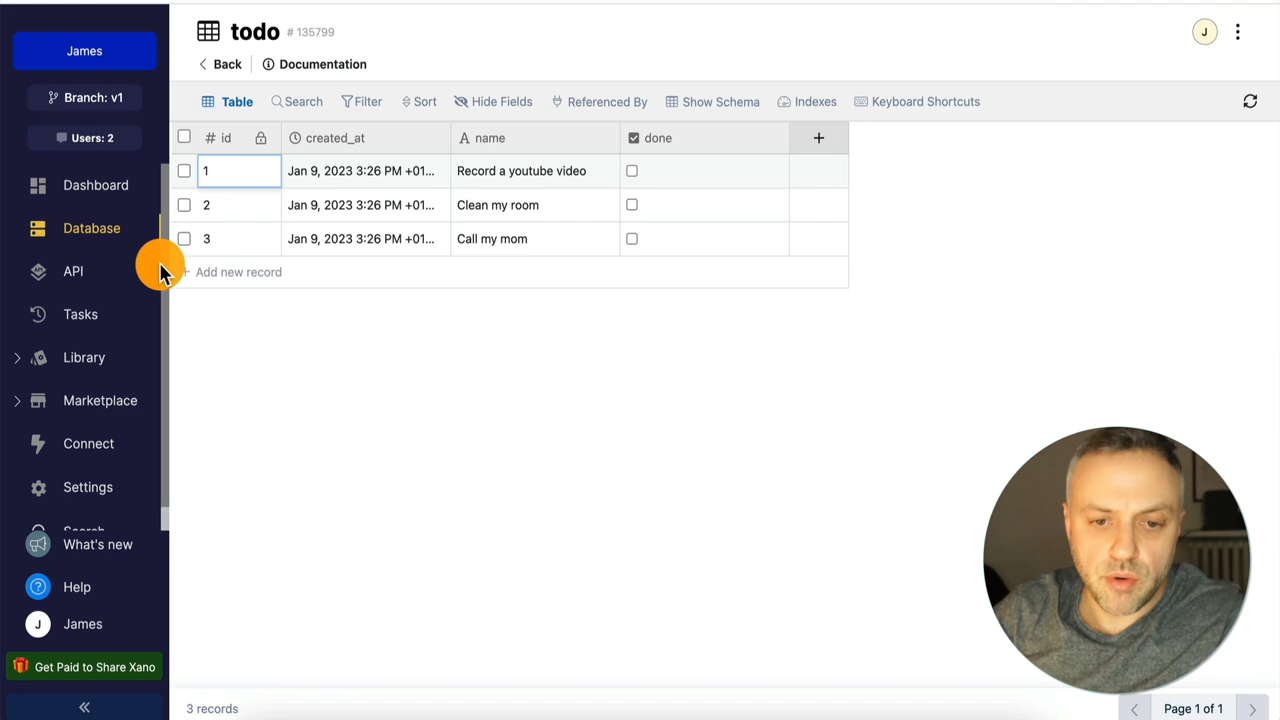 James
Branch: v1
Users: 2
Dashboard
Database
API
Tasks
Library
Marketplace
Connect
Settings
Search
What's new
Help
J James
Get Paid to Share Xano
todo # 135799
J
Back Documentation
Table Search Filter Sort Hide Fields Referenced By Show Schema Indexes Keyboard Shortcuts
# id created_at A name done +
1 Jan 9, 2023 3:26 PM +01... Record a youtube video
2 Jan 9, 2023 3:26 PM +01... Clean my room
3 Jan 9, 2023 3:26 PM +01... Call my mom
+ Add new record
3 records
Page 1 of 1